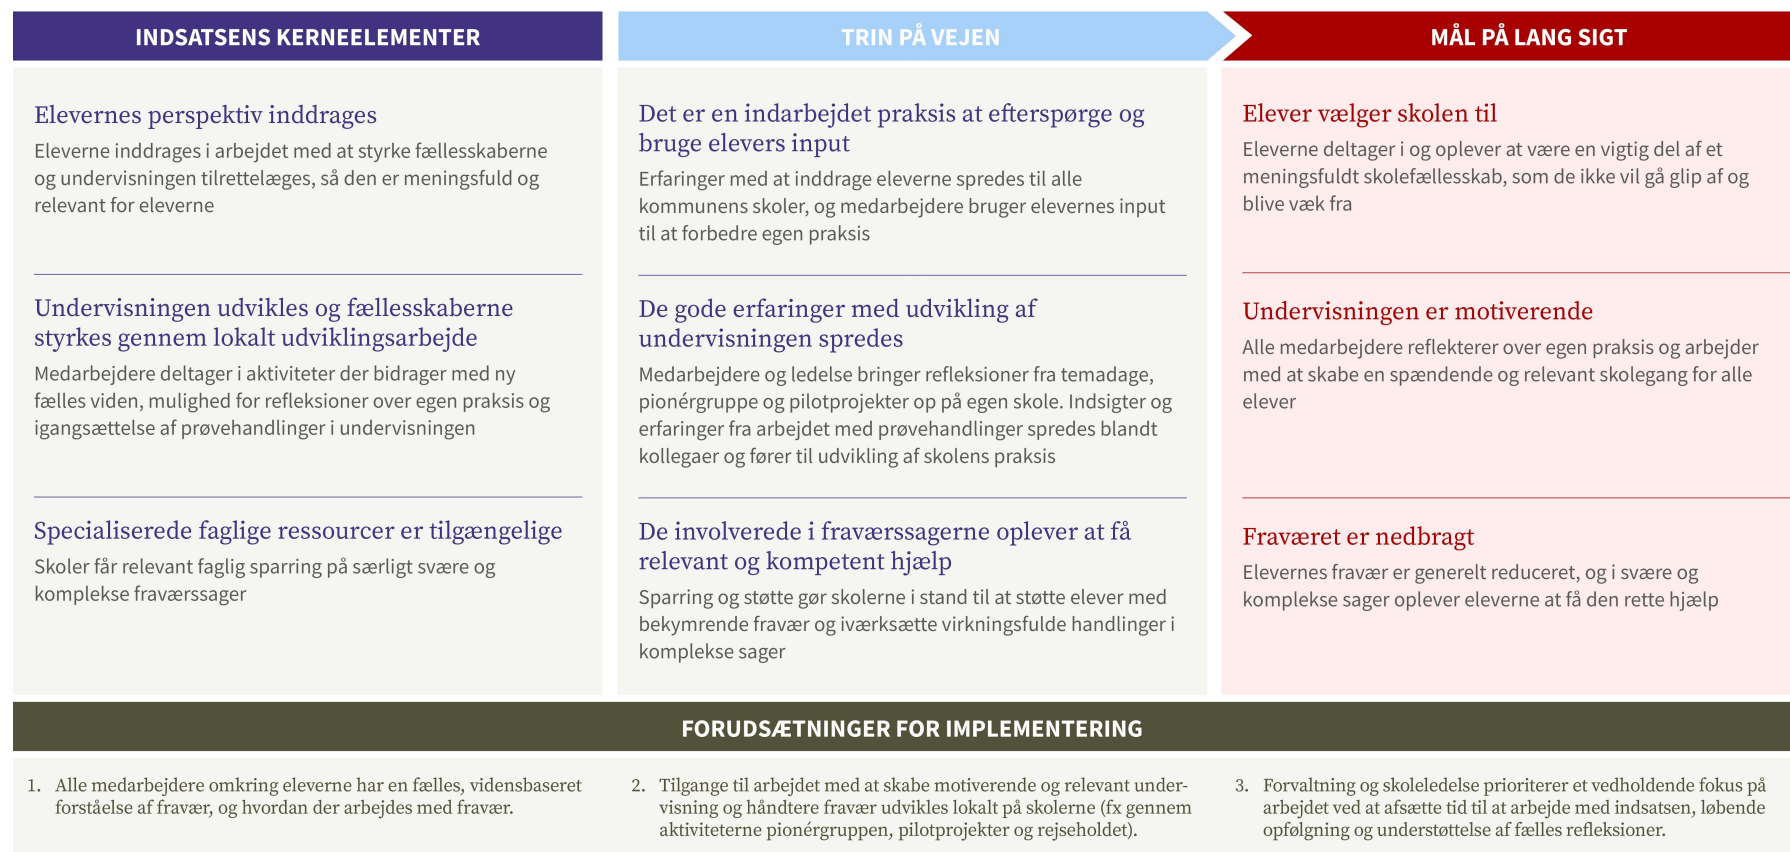 INDSATSENS KERNEELEMENTER
Elevernes perspektiv inddrages
Eleverne inddrages i arbejdet med at styrke fællesskaberne
og undervisningen tilrettelæges, så den er meningsfuld og
relevant for eleverne
Undervisningen udvikles og fællesskaberne
styrkes gennem lokalt udviklingsarbejde
Medarbejdere deltager i aktiviteter der bidrager med ny
fælles viden, mulighed for refleksioner over egen praksis og
igangsættelse af prøvehandlinger i undervisningen
Specialiserede faglige ressourcer er tilgængelige
Skoler får relevant faglig sparring på særligt svære og
komplekse fraværssager
TRIN PÅ VEJEN
Det er en indarbejdet praksis at efterspørge og
bruge elevers input
Erfaringer med at inddrage eleverne spredes til alle
kommunens skoler, og medarbejdere bruger elevernes input
til at forbedre egen praksis
De gode erfaringer med udvikling af
undervisningen spredes
Medarbejdere og ledelse bringer refleksioner fra temadage,
pionérgruppe og pilotprojekter op på egen skole. Indsigter og
erfaringer fra arbejdet med prøvehandlinger spredes blandt
kollegaer og fører til udvikling af skolens praksis
De involverede i fraværssagerne oplever at få
relevant og kompetent hjælp
Sparring og støtte gør skolerne i stand til at støtte elever med
bekymrende fravær og iværksætte virkningsfulde handlinger i
komplekse sager
MÅL PÅ LANG SIGT
Elever vælger skolen til
Eleverne deltager i og oplever at være en vigtig del af et
meningsfuldt skolefællesskab, som de ikke vil gå glip af og
blive væk fra
Undervisningen er motiverende
Alle medarbejdere reflekterer over egen praksis og arbejder
med at skabe en spændende og relevant skolegang for alle
elever
Fraværet er nedbragt
Elevernes fravær er generelt reduceret, og i svære og
komplekse sager oplever eleverne at få den rette hjælp
FORUDSÆTNINGER FOR IMPLEMENTERING
1. Alle medarbejdere omkring eleverne har en fælles, vidensbaseret
forståelse af fravær, og hvordan der arbejdes med fravær.
2. Tilgange til arbejdet med at skabe motiverende og relevant under-
visning og håndtere fravær udvikles lokalt på skolerne (fx gennem
aktiviteterne pionérgruppen, pilotprojekter og rejseholdet).
3. Forvaltning og skoleledelse prioriterer et vedholdende fokus på
arbejdet ved at afsætte tid til at arbejde med indsatsen, løbende
opfølgning og understøttelse af fælles refleksioner.